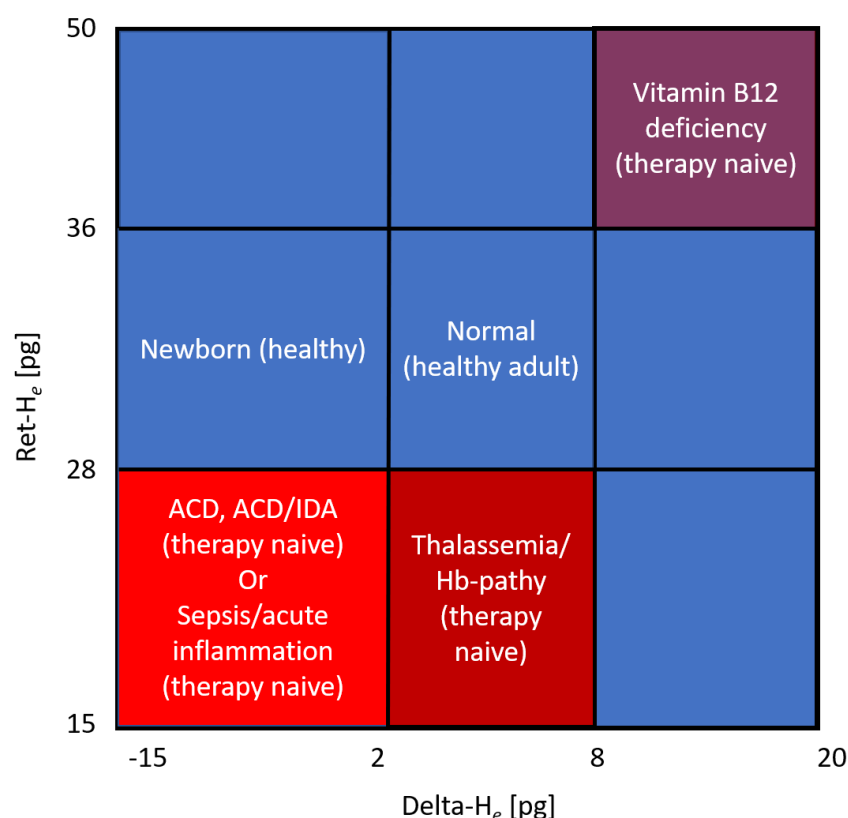 50
Vitamin B12
deficiency
(therapy naive)
36
Ret-He [pg]
Newborn (healthy)
Normal
(healthy adult)
28
ACD, ACD/IDA
(therapy naive)
Or
Sepsis/acute
inflammation
(therapy naive)
Thalassemia/
Hb-pathy
(therapy
naive)
15
-15 2 8 20
Delta-He [pg]